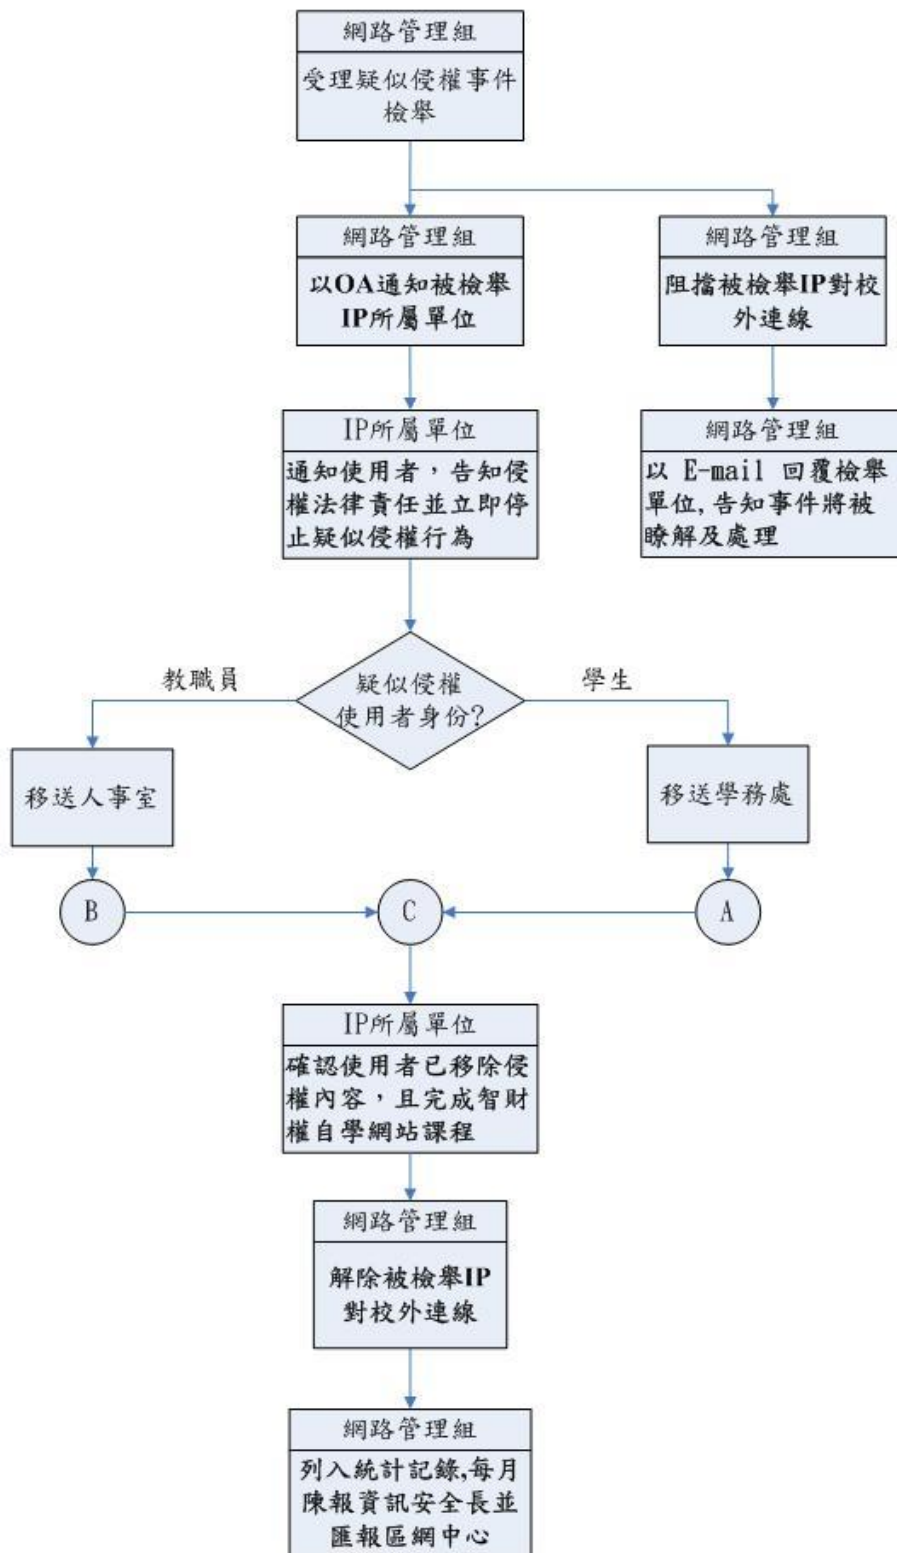 網路管理組
受理疑似侵權事件
檢舉
網路管理組
以OA通知被檢舉
IP所屬單位
網路管理組
阻擋被檢舉IP對校
外連線
IP所屬單位
通知使用者，告知侵
權法律責任並立即停
止疑似侵權行為
網路管理組
以 E-mail 回覆檢舉
單位,告知事件將被
瞭解及處理
教職員
疑似侵權
使用者身份?
學生
移送人事室
移送學務處
B
C
A
IP所屬單位
確認使用者已移除侵
權內容，且完成智財
權自學網站課程
網路管理組
解除被檢舉IP
對校外連線
網路管理組
列入統計記錄,每月
陳報資訊安全長並
匯報區網中心